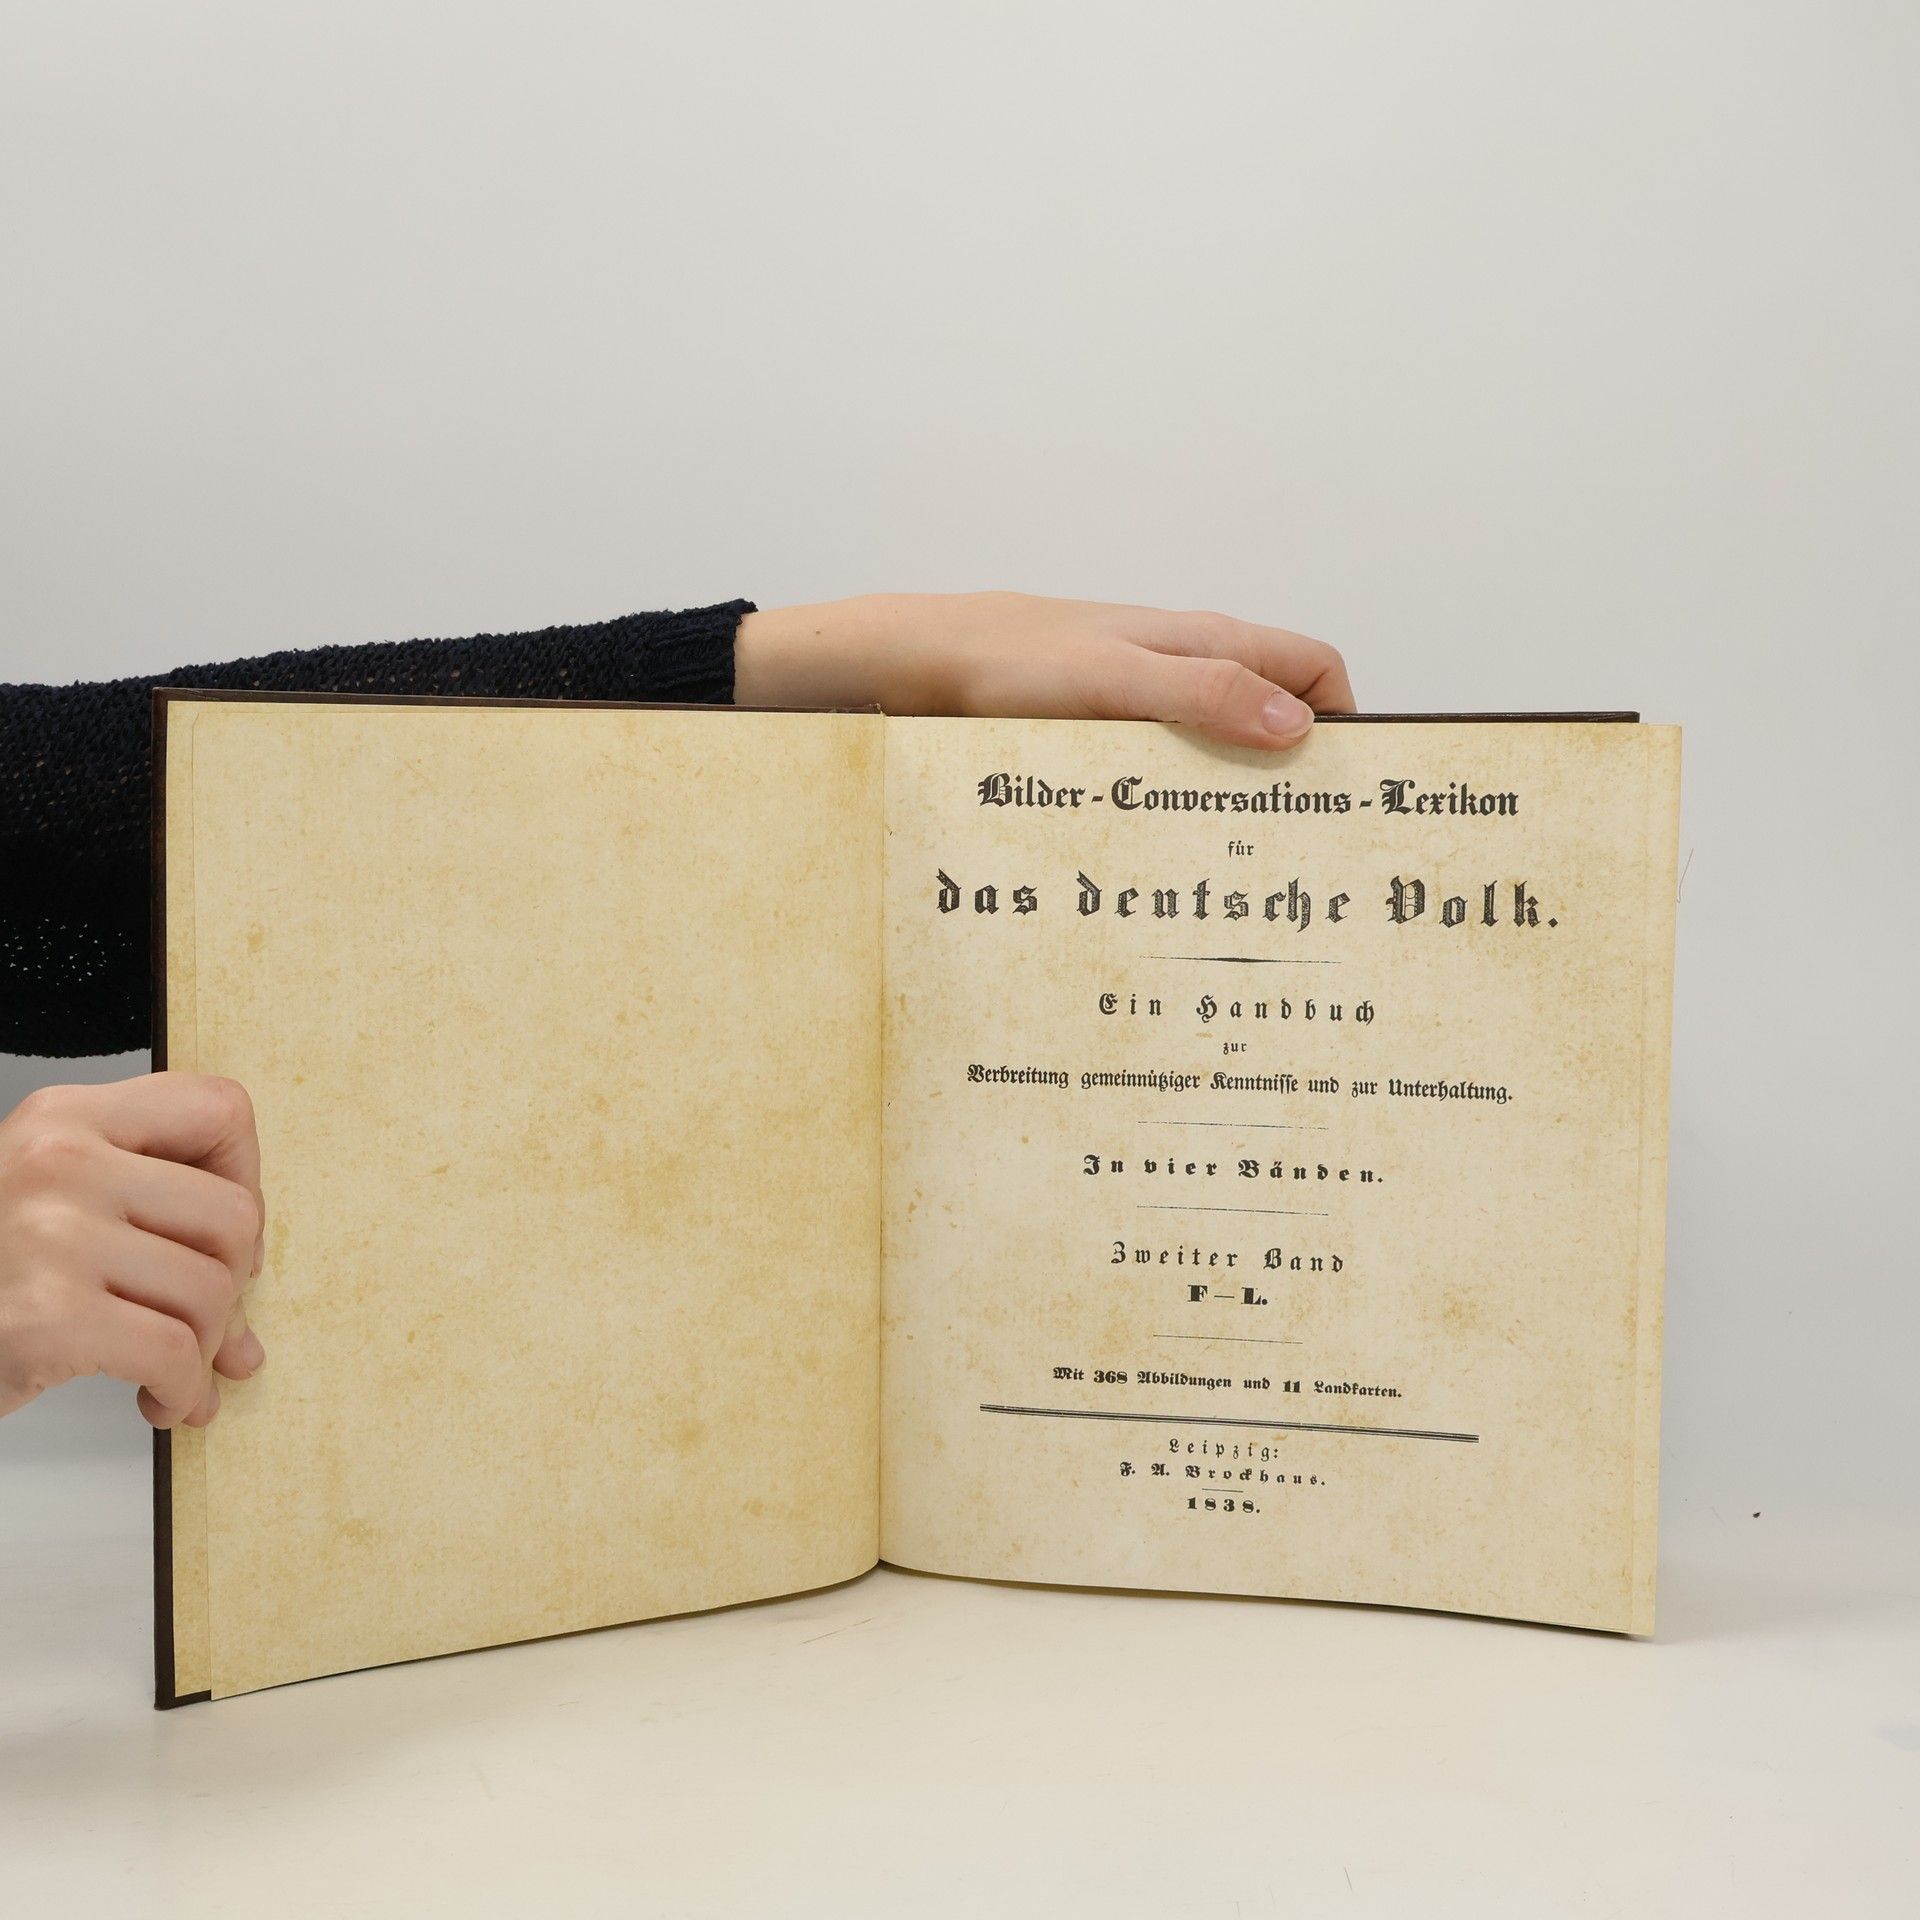 Bilder-Conversations-Lexikon
für
das deutsche Volk.
Ein Handbuch
zur
Verbreitung gemeinnütziger Kenntnisse und zur Unterhaltung.
In vier Bänden.
Zweiter Band
F—L.
Mit 368 Abbildungen und 11 Landkarten.
Leipzig:
F. A. Brockhaus.
1838.